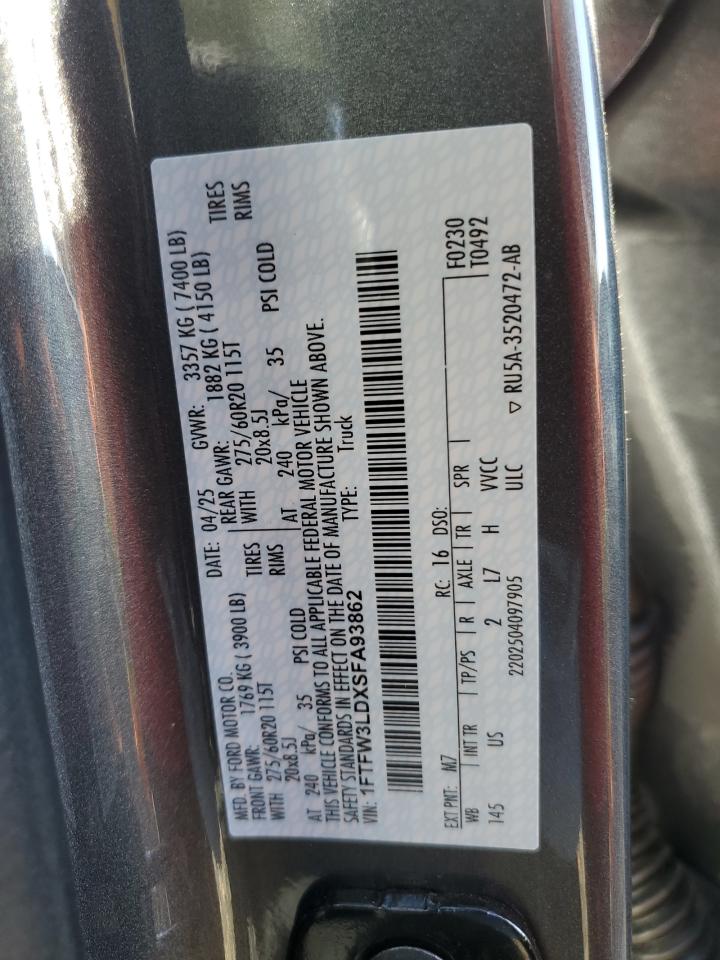 MFD. BY FORD MOTOR CO.
DATE: 04/25 GVWR: 3357 KG ( 7400 LB)
FRONT GAWR: 1769 KG ( 3900 LB) REAR GAWR: 1882 KG ( 4150 LB)
WITH 275/60R20 115T TIRES WITH 275/60R20 115T TIRES
20x8.5J RIMS 20x8.5J RIMS
AT 240 kPa/ 35 PSI COLD AT 240 kPa/ 35 PSI COLD
THIS VEHICLE CONFORMS TO ALL APPLICABLE FEDERAL MOTOR VEHICLE
SAFETY STANDARDS IN EFFECT ON THE DATE OF MANUFACTURE SHOWN ABOVE.
VIN: 1FTFW3LDXSFA93862 TYPE: Truck
F0230
EXT PNT: M7 RC: 16 DSO: T0492
WB INT TR TP/PS R AXLE TR SPR
145 US 2 L7 H VVCC
2202504097905 ULC ▽ RU5A-3520472-AB